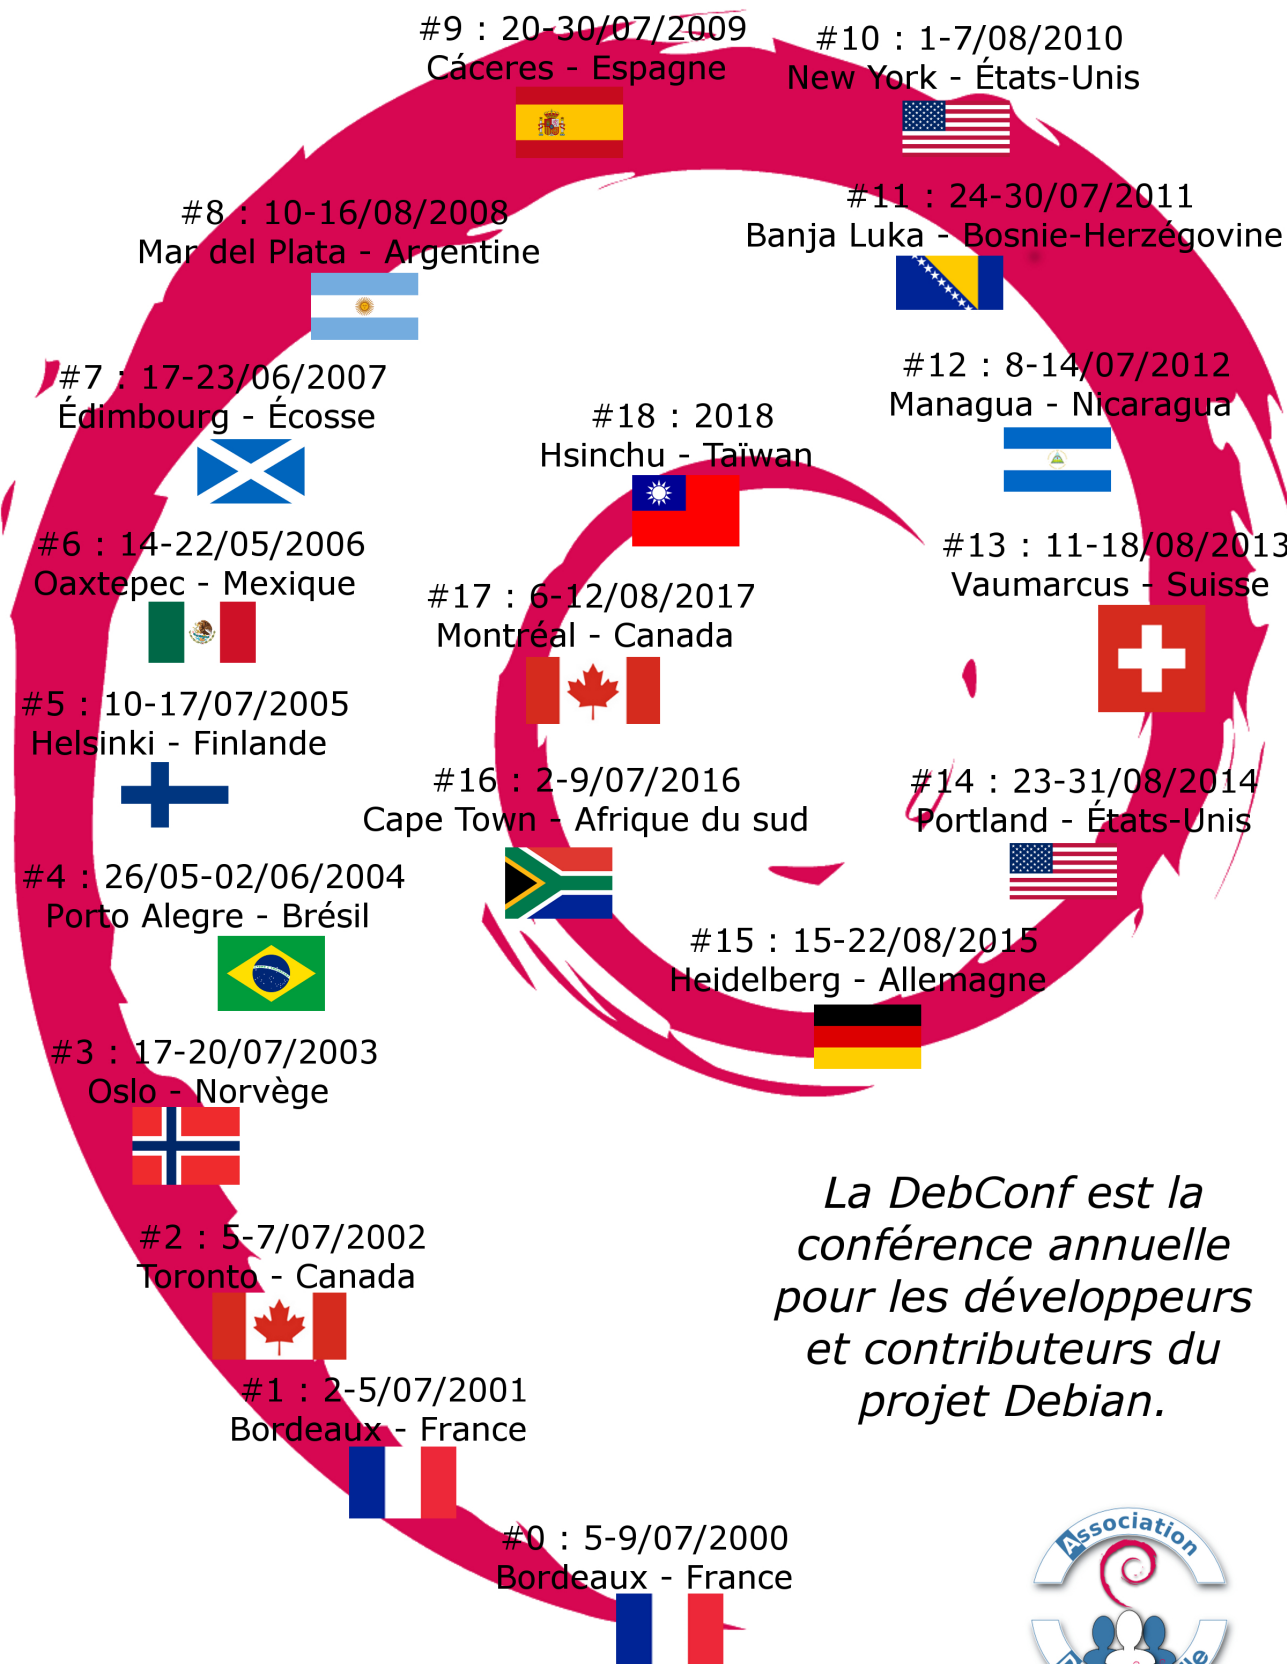 #9 : 20-30/07/2009
Cáceres - Espagne
#10 : 1-7/08/2010
New York - États-Unis
#8 : 10-16/08/2008
Mar del Plata - Argentine
#11 : 24-30/07/2011
Banja Luka - Bosnie-Herzégovine
#7 : 17-23/06/2007
Édimbourg - Écosse
#12 : 8-14/07/2012
Managua - Nicaragua
#18 : 2018
Hsinchu - Taïwan
#6 : 14-22/05/2006
Oaxtepec - Mexique
#13 : 11-18/08/2013
Vaumarcus - Suisse
#17 : 6-12/08/2017
Montréal - Canada
#5 : 10-17/07/2005
Helsinki - Finlande
#16 : 2-9/07/2016
Cape Town - Afrique du sud
#14 : 23-31/08/2014
Portland - États-Unis
#4 : 26/05-02/06/2004
Porto Alegre - Brésil
#15 : 15-22/08/2015
Heidelberg - Allemagne
#3 : 17-20/07/2003
Oslo - Norvège
#2 : 5-7/07/2002
Toronto - Canada
#1 : 2-5/07/2001
Bordeaux - France
#0 : 5-9/07/2000
Bordeaux - France
La DebConf est la
conférence annuelle
pour les développeurs
et contributeurs du
projet Debian.
Association